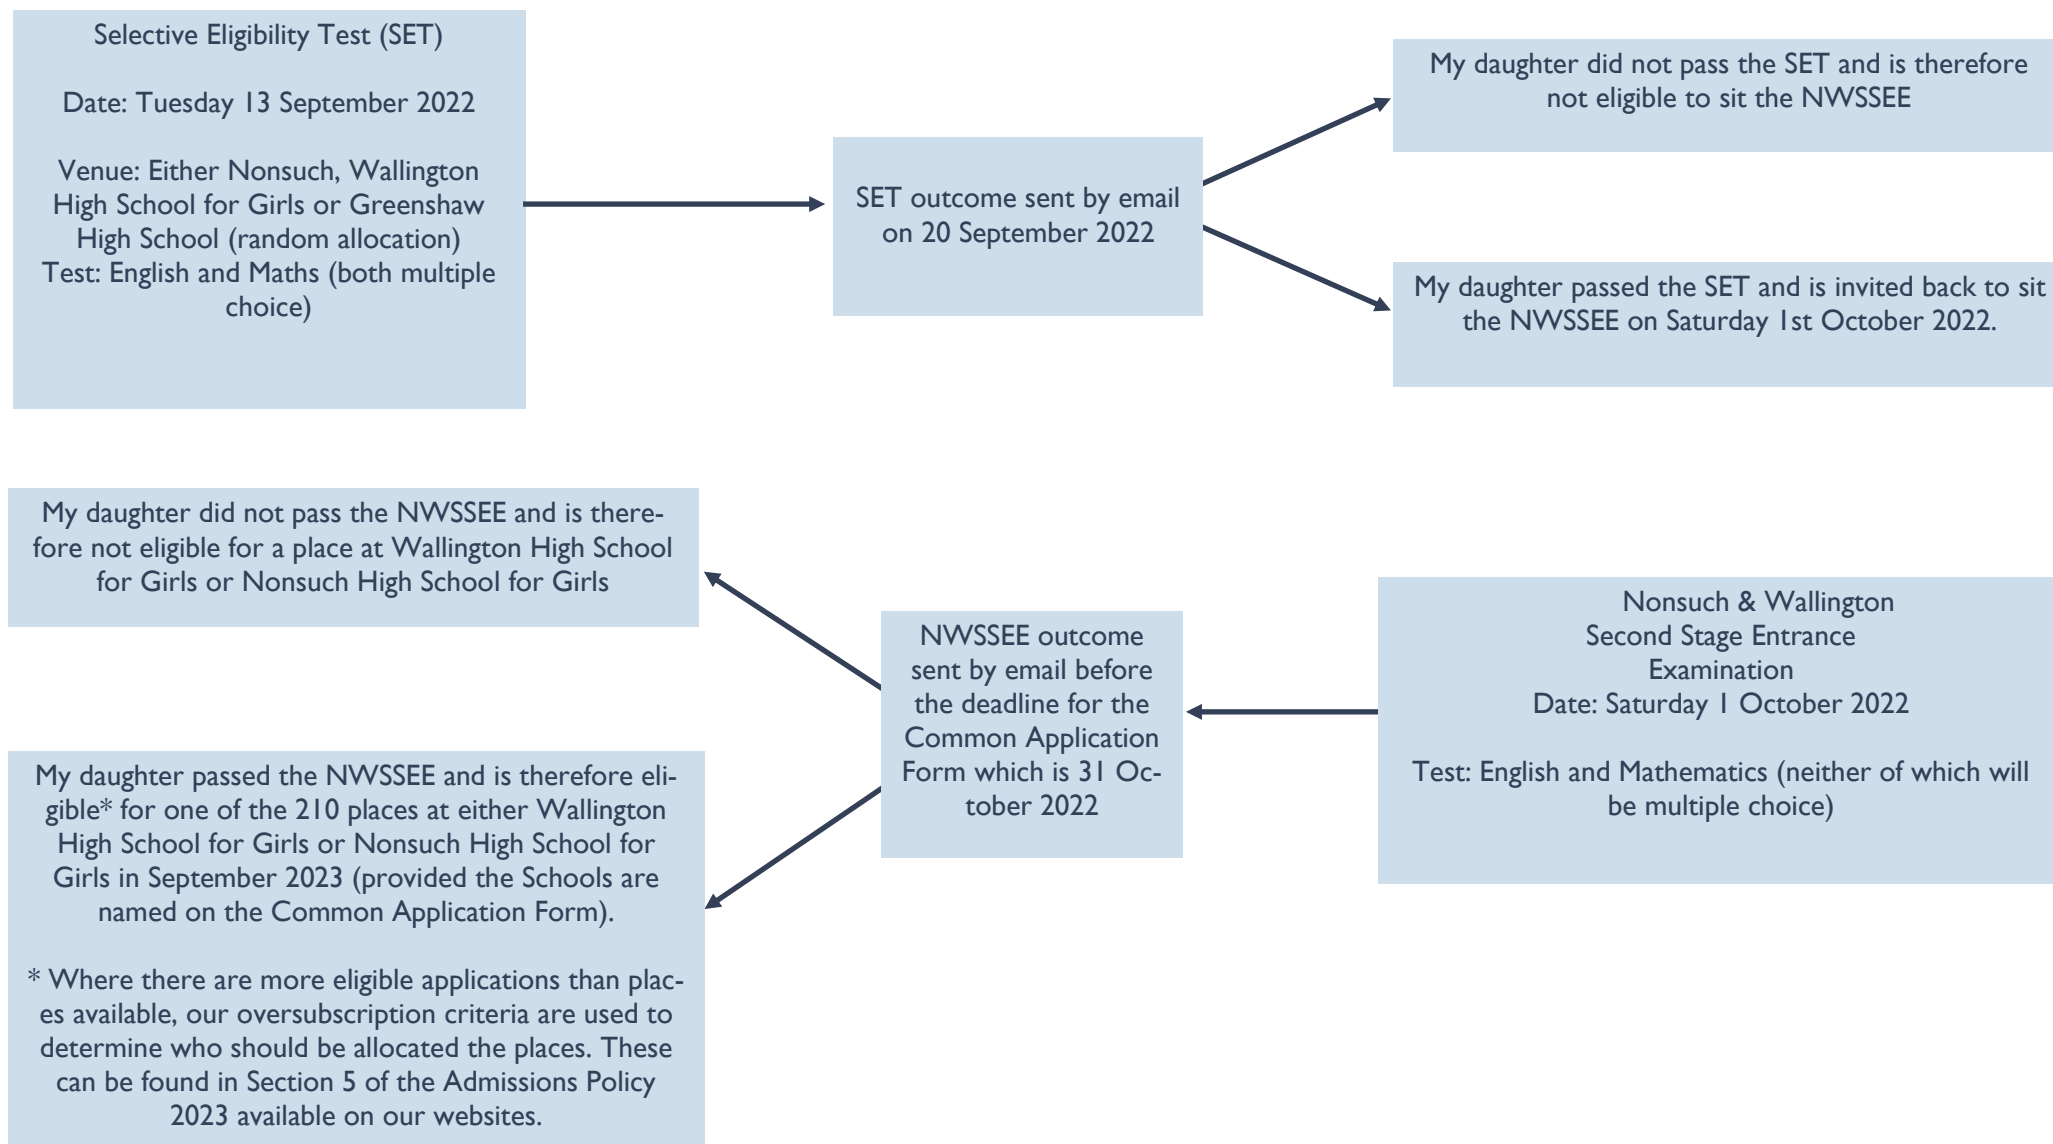 Selective Eligibility Test (SET)
Date: Tuesday 13 September 2022
Venue: Either Nonsuch, Wallington
High School for Girls or Greenshaw
High School (random allocation)
Test: English and Maths (both multiple
choice)
SET outcome sent by email
on 20 September 2022
My daughter did not pass the SET and is therefore
not eligible to sit the NWSSEE
My daughter passed the SET and is invited back to sit
the NWSSEE on Saturday 1st October 2022.
Nonsuch & Wallington
Second Stage Entrance
Examination
Date: Saturday 1 October 2022
Test: English and Mathematics (neither of which will
be multiple choice)
NWSSEE outcome
sent by email before
the deadline for the
Common Application
Form which is 31 Oc-
tober 2022
My daughter did not pass the NWSSEE and is there-
fore not eligible for a place at Wallington High School
for Girls or Nonsuch High School for Girls
My daughter passed the NWSSEE and is therefore eli-
gible* for one of the 210 places at either Wallington
High School for Girls or Nonsuch High School for
Girls in September 2023 (provided the Schools are
named on the Common Application Form).
* Where there are more eligible applications than plac-
es available, our oversubscription criteria are used to
determine who should be allocated the places. These
can be found in Section 5 of the Admissions Policy
2023 available on our websites.